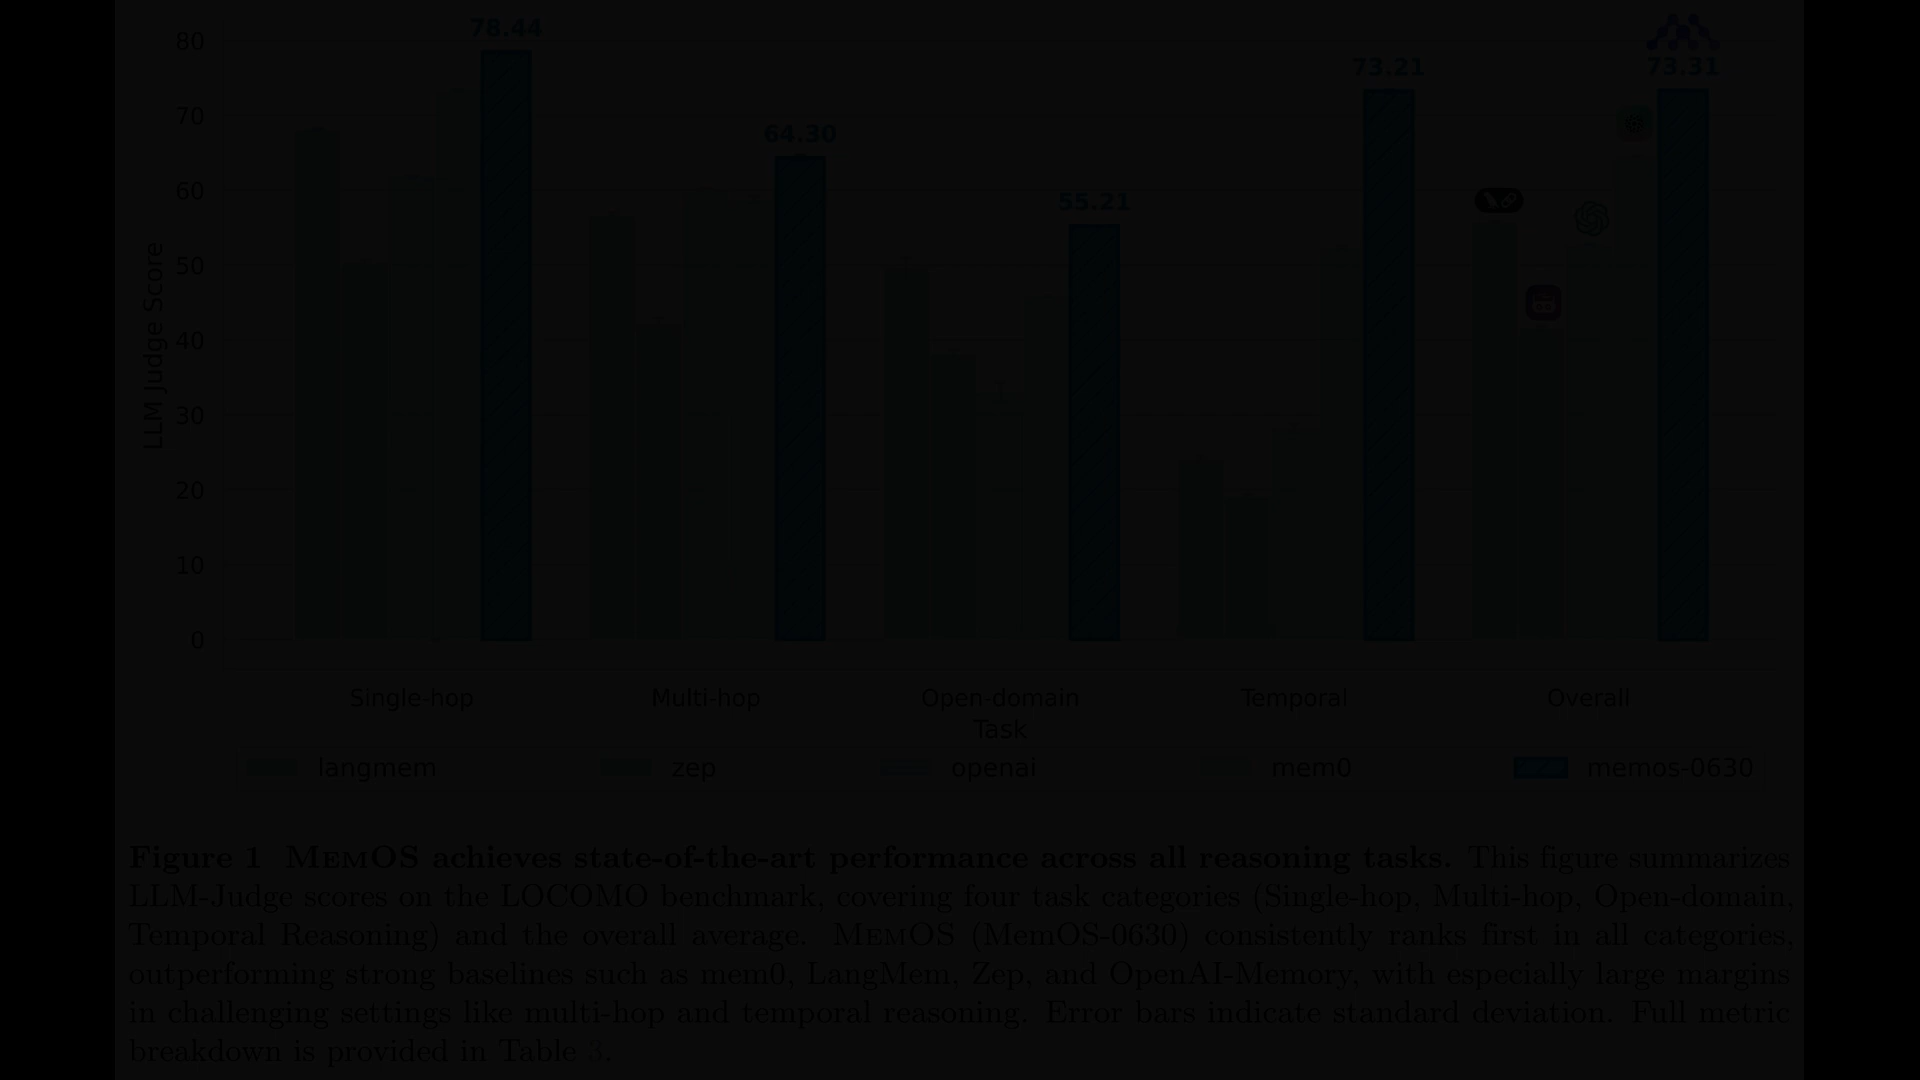 78.44
73.21
73.31
64.30
55.21
80
70
60
50
40
30
20
10
0
LLM Judge Score
Single-hop
Multi-hop
Open-domain
Temporal
Overall
Task
langmem
zep
openai
mem0
memos-0630
Figure 1 MEMOS achieves state-of-the-art performance across all reasoning tasks. This figure summarizes
LLM-Judge scores on the LOCOMO benchmark, covering four task categories (Single-hop, Multi-hop, Open-domain,
Temporal Reasoning) and the overall average. MEMOS (MemOS-0630) consistently ranks first in all categories,
outperforming strong baselines such as mem0, LangMem, Zep, and OpenAI-Memory, with especially large margins
in challenging settings like multi-hop and temporal reasoning. Error bars indicate standard deviation. Full metric
breakdown is provided in Table 3.